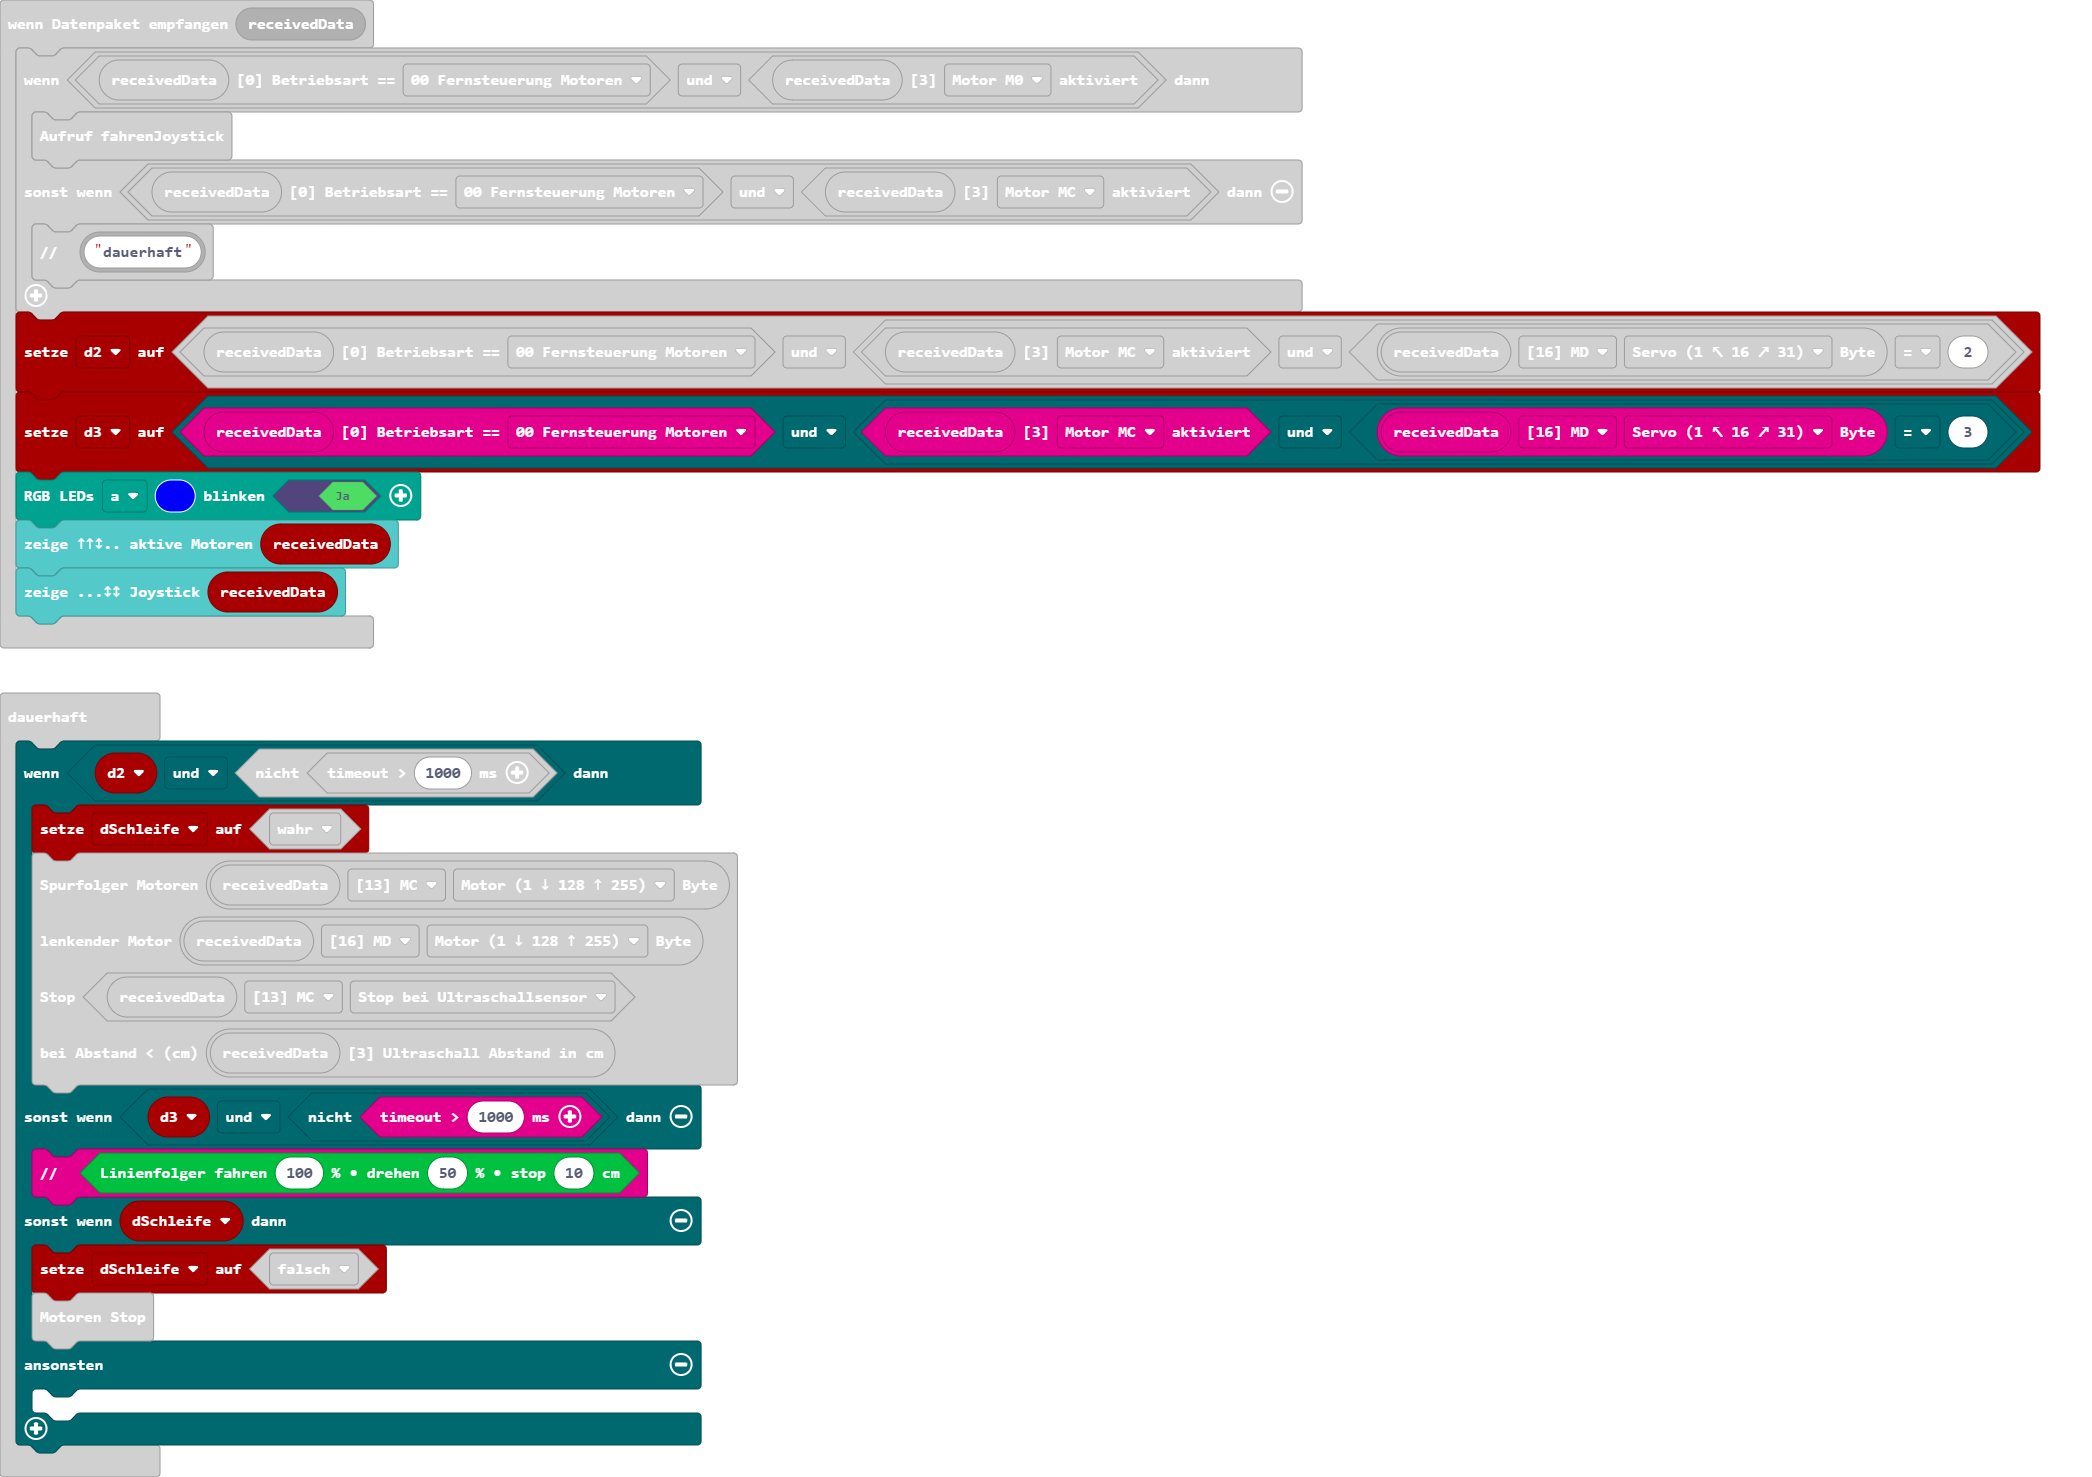 wenn Datenpaket empfangen receivedData
wenn receivedData [0] Betriebsart == 00 Fernsteuerung Motoren und receivedData [3] Motor M0 aktiviert dann
Aufruf fahrenJoystick
sonst wenn receivedData [0] Betriebsart == 00 Fernsteuerung Motoren und receivedData [3] Motor MC aktiviert dann
// "dauerhaft"
setze d2 auf receivedData [0] Betriebsart == 00 Fernsteuerung Motoren und receivedData [3] Motor MC aktiviert und receivedData [16] MD Servo (1 ↖ 16 ↗ 31) Byte = 2
setze d3 auf receivedData [0] Betriebsart == 00 Fernsteuerung Motoren und receivedData [3] Motor MC aktiviert und receivedData [16] MD Servo (1 ↖ 16 ↗ 31) Byte = 3
RGB LEDs a blinken Ja
zeige ↑↑↕.. aktive Motoren receivedData
zeige ...↕↕ Joystick receivedData
dauerhaft
wenn d2 und nicht timeout > 1000 ms dann
setze dSchleife auf wahr
Spurfolger Motoren receivedData [13] MC Motor (1 ↓ 128 ↑ 255) Byte
lenkender Motor receivedData [16] MD Motor (1 ↓ 128 ↑ 255) Byte
Stop receivedData [13] MC Stop bei Ultraschallsensor
bei Abstand < (cm) receivedData [3] Ultraschall Abstand in cm
sonst wenn d3 und nicht timeout > 1000 ms dann
// Linienfolger fahren 100 % • drehen 50 % • stop 10 cm
sonst wenn dSchleife dann
setze dSchleife auf falsch
Motoren Stop
ansonsten